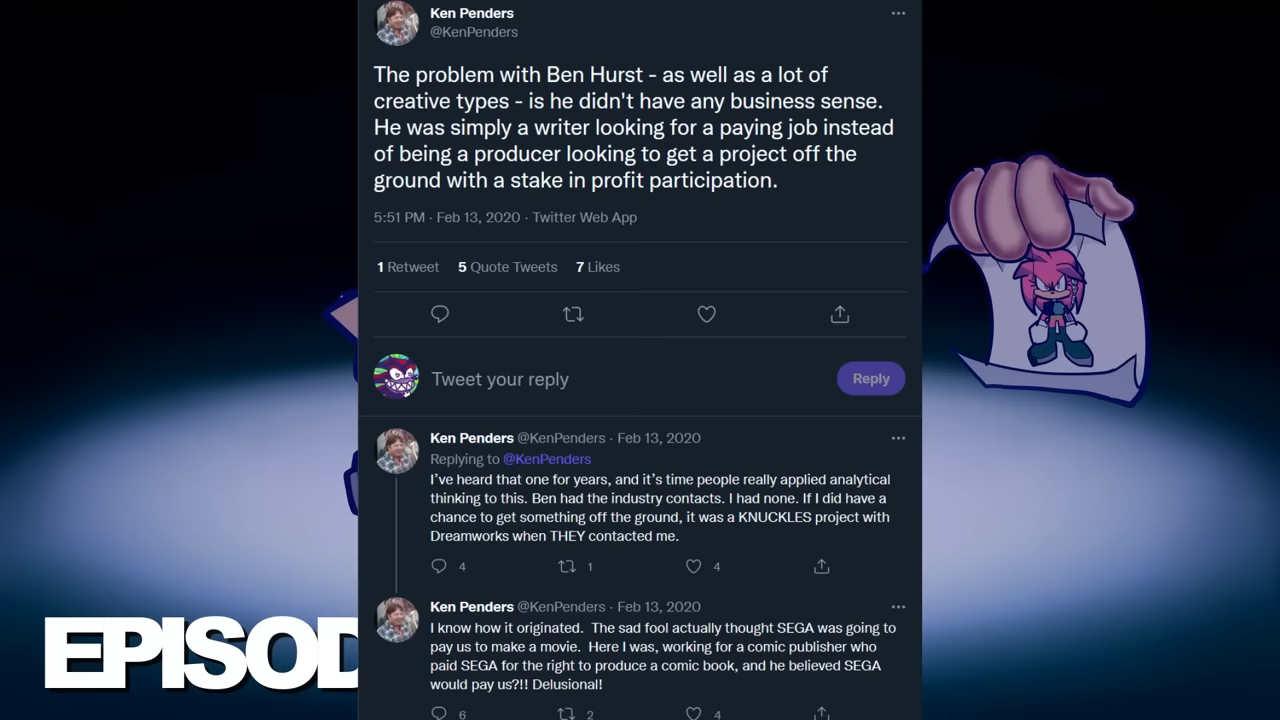 Ken Penders
@KenPenders
The problem with Ben Hurst - as well as a lot of
creative types - is he didn't have any business sense.
He was simply a writer looking for a paying job instead
of being a producer looking to get a project off the
ground with a stake in profit participation.
5:51 PM · Feb 13, 2020 · Twitter Web App
1 Retweet 5 Quote Tweets 7 Likes
Tweet your reply
Reply
Ken Penders @KenPenders · Feb 13, 2020
Replying to @KenPenders
I've heard that one for years, and it's time people really applied analytical
thinking to this. Ben had the industry contacts. I had none. If I did have a
chance to get something off the ground, it was a KNUCKLES project with
Dreamworks when THEY contacted me.
4 1 4
Ken Penders @KenPenders · Feb 13, 2020
I know how it originated. The sad fool actually thought SEGA was going to
pay us to make a movie. Here I was, working for a comic publisher who
paid SEGA for the right to produce a comic book, and he believed SEGA
would pay us?!! Delusional!
6 2 4
EPISOD